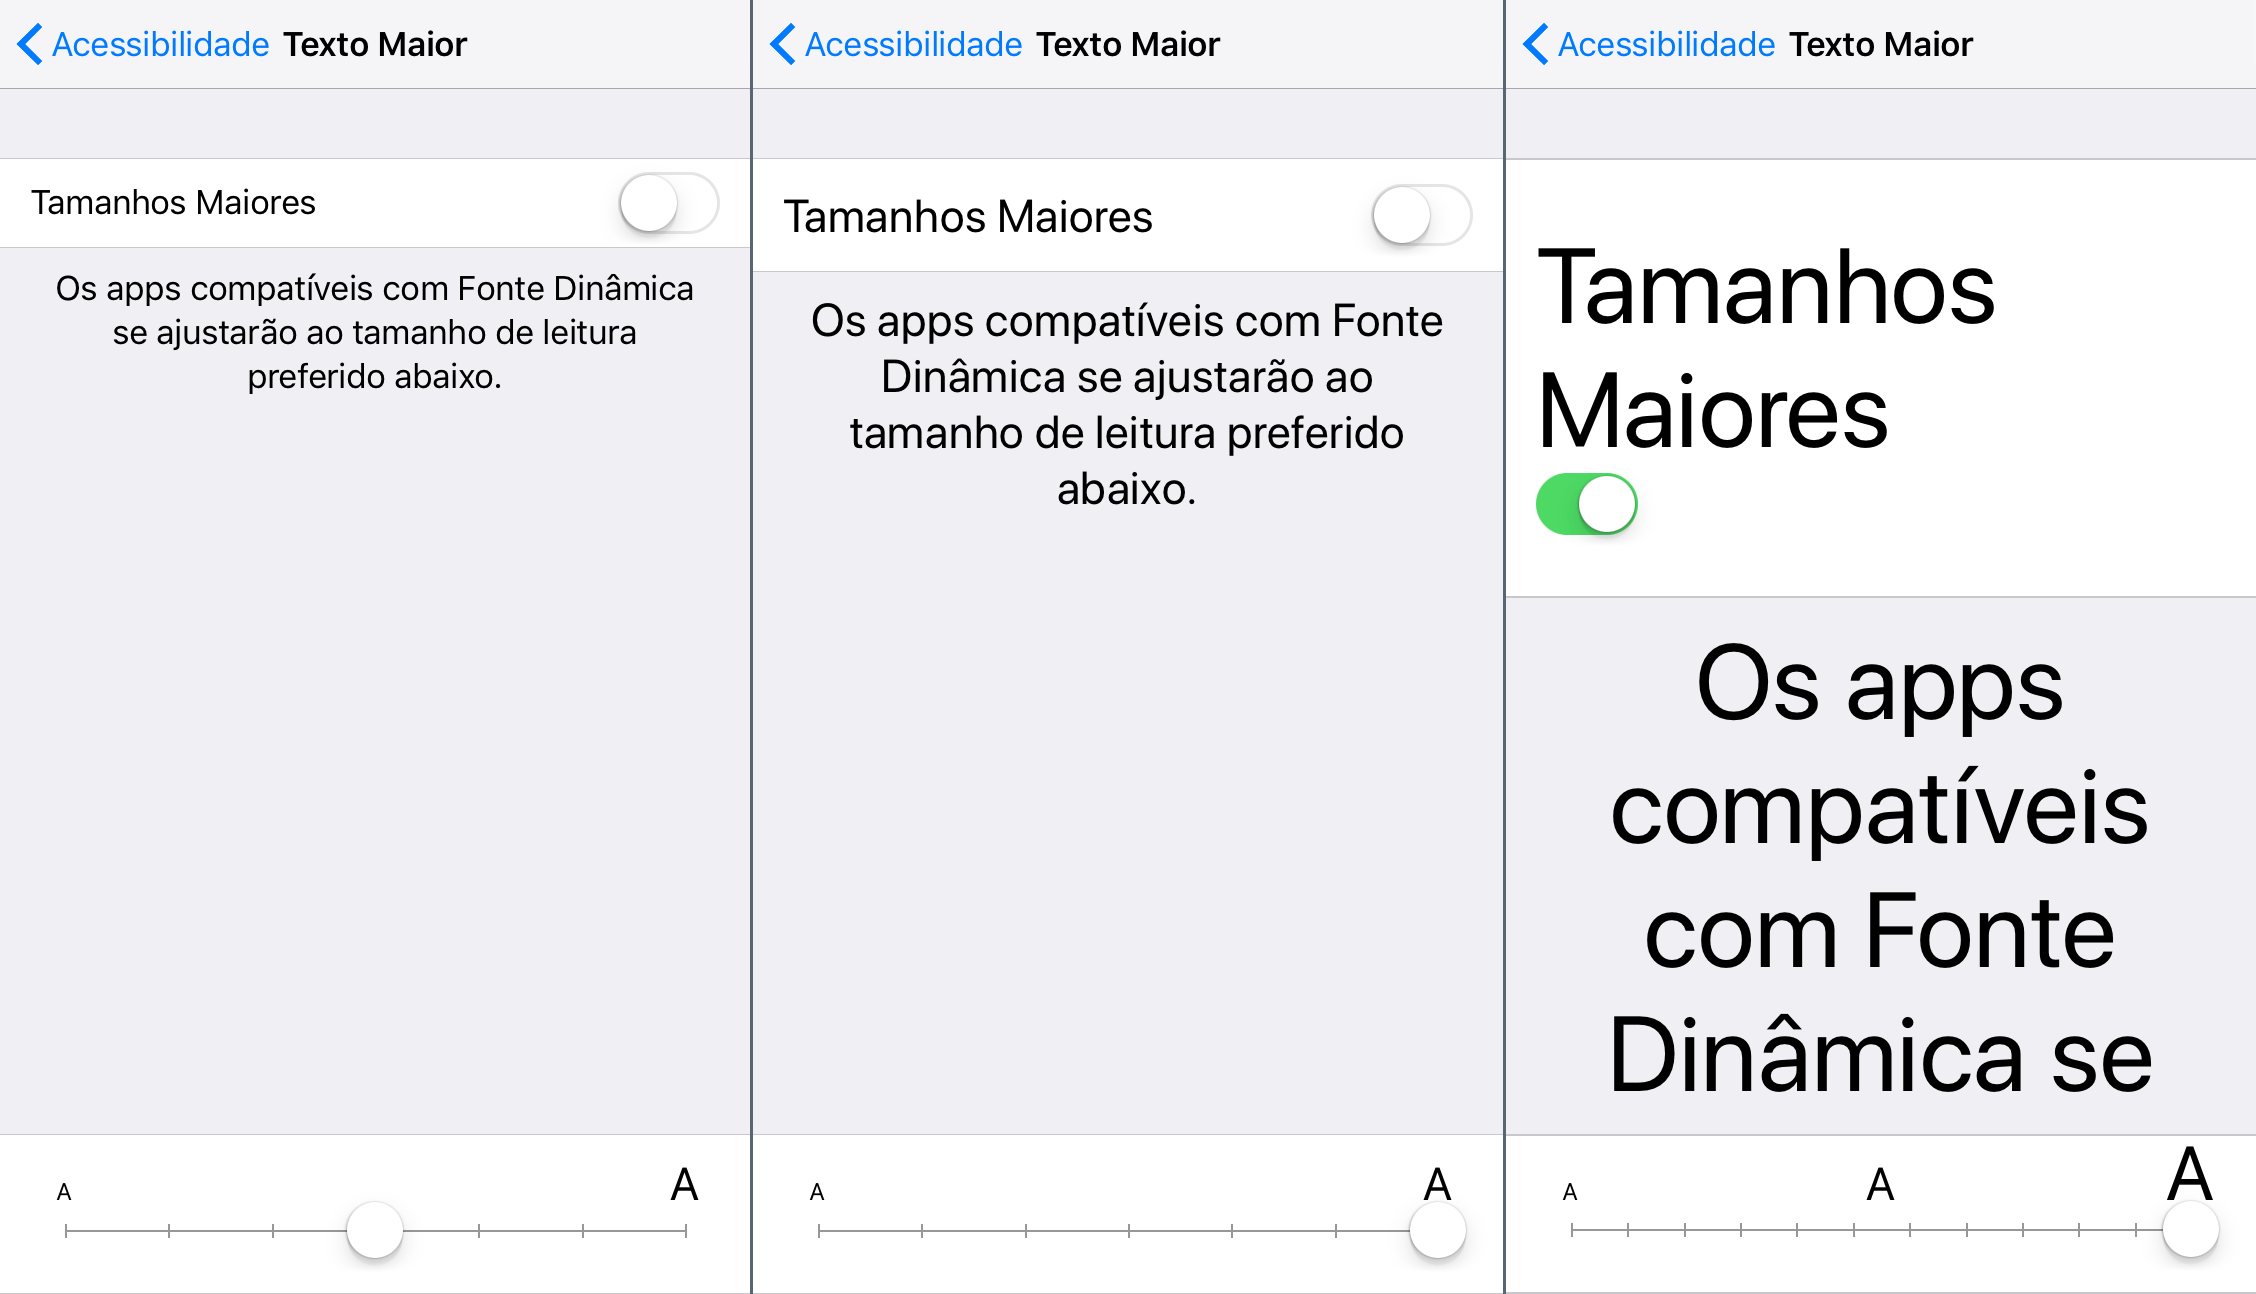 Acessibilidade Texto Maior
Tamanhos Maiores
Os apps compatíveis com Fonte Dinâmica
se ajustarão ao tamanho de leitura
preferido abaixo.
A A
Acessibilidade Texto Maior
Tamanhos Maiores
Os apps compatíveis com Fonte
Dinâmica se ajustarão ao
tamanho de leitura preferido
abaixo.
A A
Acessibilidade Texto Maior
Tamanhos
Maiores
Os apps
compatíveis
com Fonte
Dinâmica se
A A A